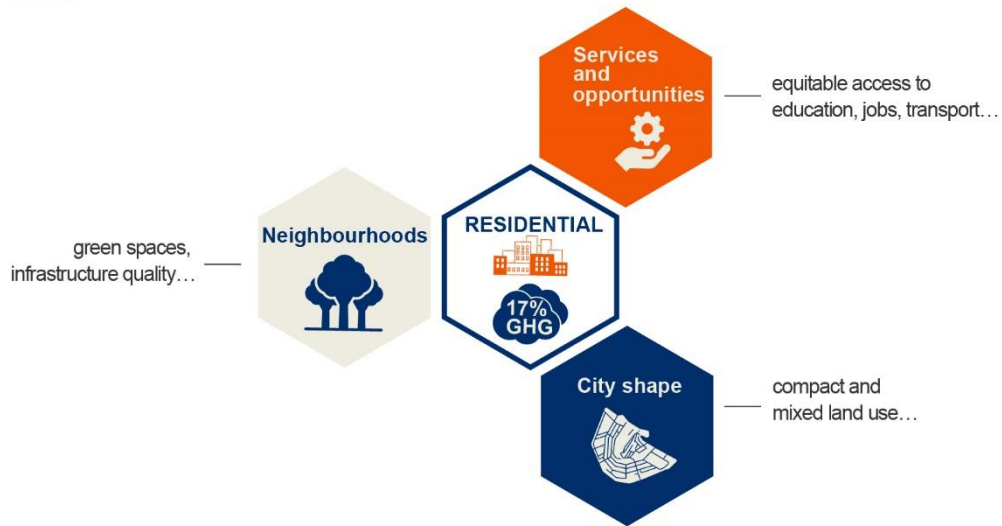 Services
and
opportunities
equitable access to
education, jobs, transport…
RESIDENTIAL
17%
GHG
Neighbourhoods
green spaces,
infrastructure quality…
City shape
compact and
mixed land use…